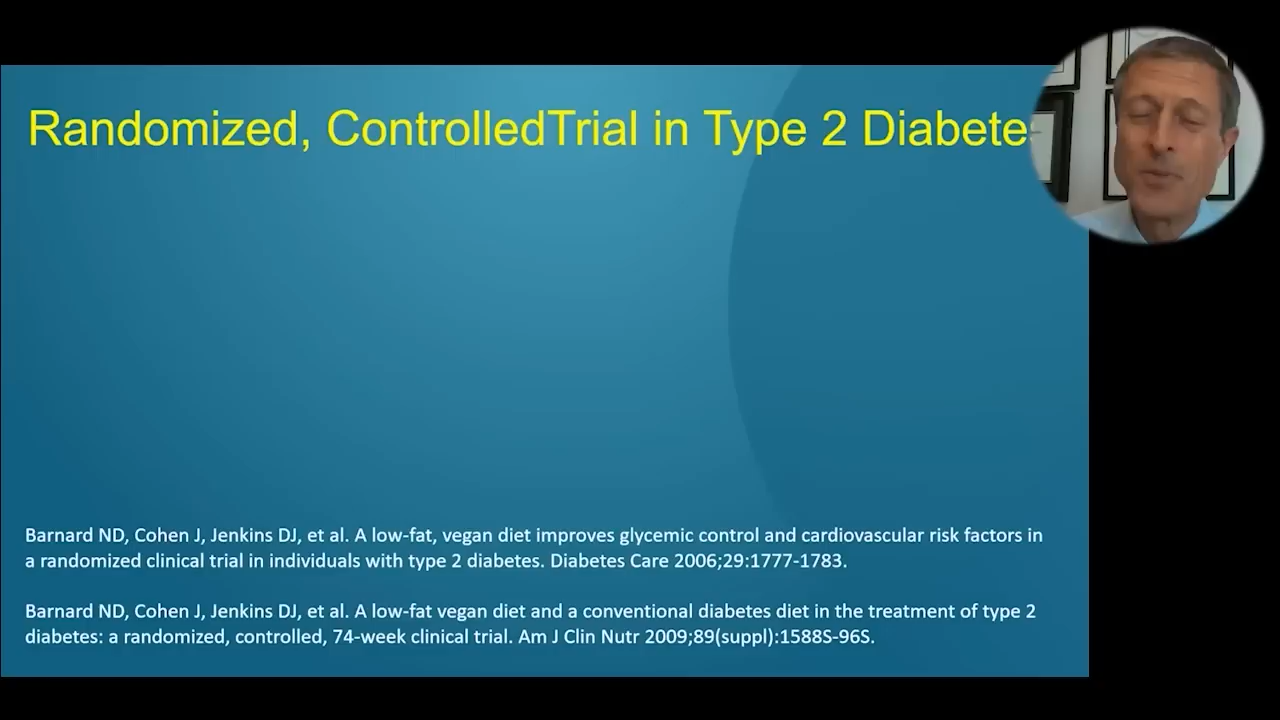 Randomized, ControlledTrial in Type 2 Diabete
Barnard ND, Cohen J, Jenkins DJ, et al. A low-fat, vegan diet improves glycemic control and cardiovascular risk factors in
a randomized clinical trial in individuals with type 2 diabetes. Diabetes Care 2006;29:1777-1783.
Barnard ND, Cohen J, Jenkins DJ, et al. A low-fat vegan diet and a conventional diabetes diet in the treatment of type 2
diabetes: a randomized, controlled, 74-week clinical trial. Am J Clin Nutr 2009;89(suppl):1588S-96S.